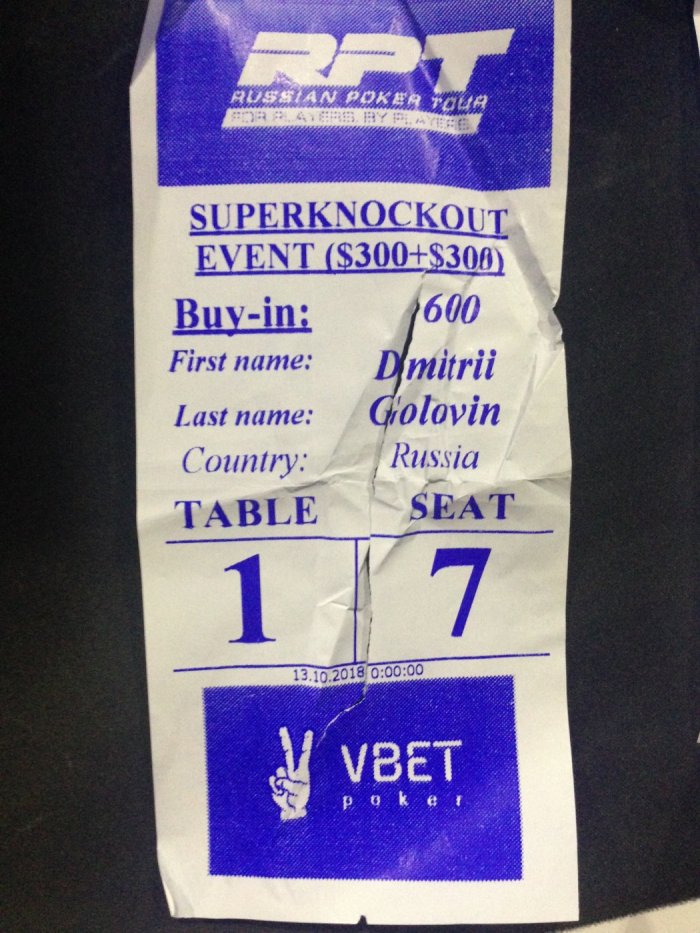 RPT
RUSSIAN POKER TOUR
FOR PLAYERS. BY PLAYERS
SUPERKNOCKOUT
EVENT ($300+$300)
Buy-in: 600
First name: Dmitrii
Last name: Golovin
Country: Russia
TABLE SEAT
1 7
13.10.2018 0:00:00
VBET
poker